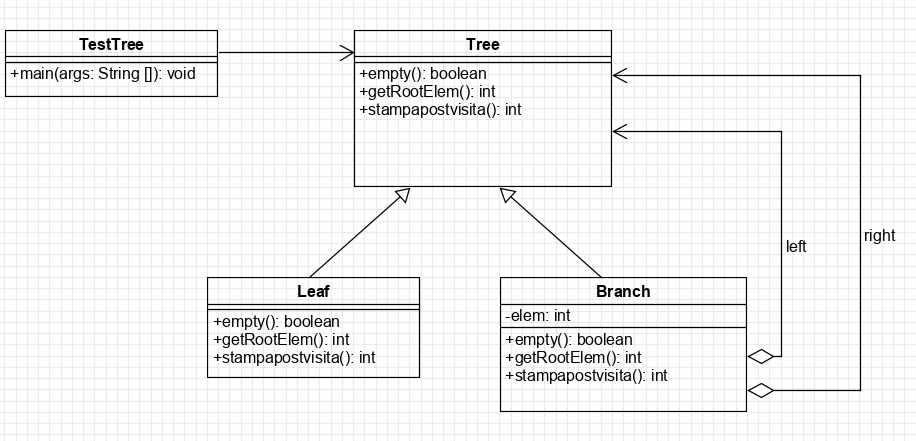 TestTree
+main(args: String []): void
Tree
+empty(): boolean
+getRootElem(): int
+stampapostvisita(): int
Leaf
+empty(): boolean
+getRootElem(): int
+stampapostvisita(): int
Branch
-elem: int
+empty(): boolean
+getRootElem(): int
+stampapostvisita(): int
left
right